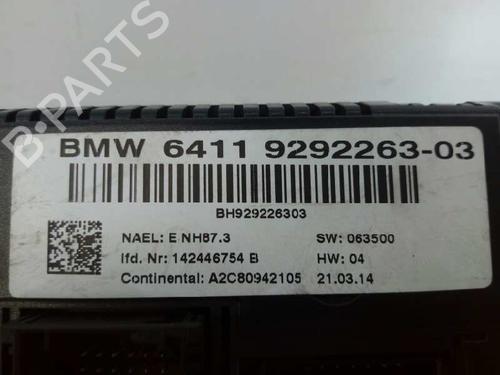 B-PARTS
BMW 6411 9292263-03
BH929226303
NAEL: E NH87.3 SW: 063500
lfd. Nr: 142446754 B HW: 04
Continental: A2C80942105 21.03.14